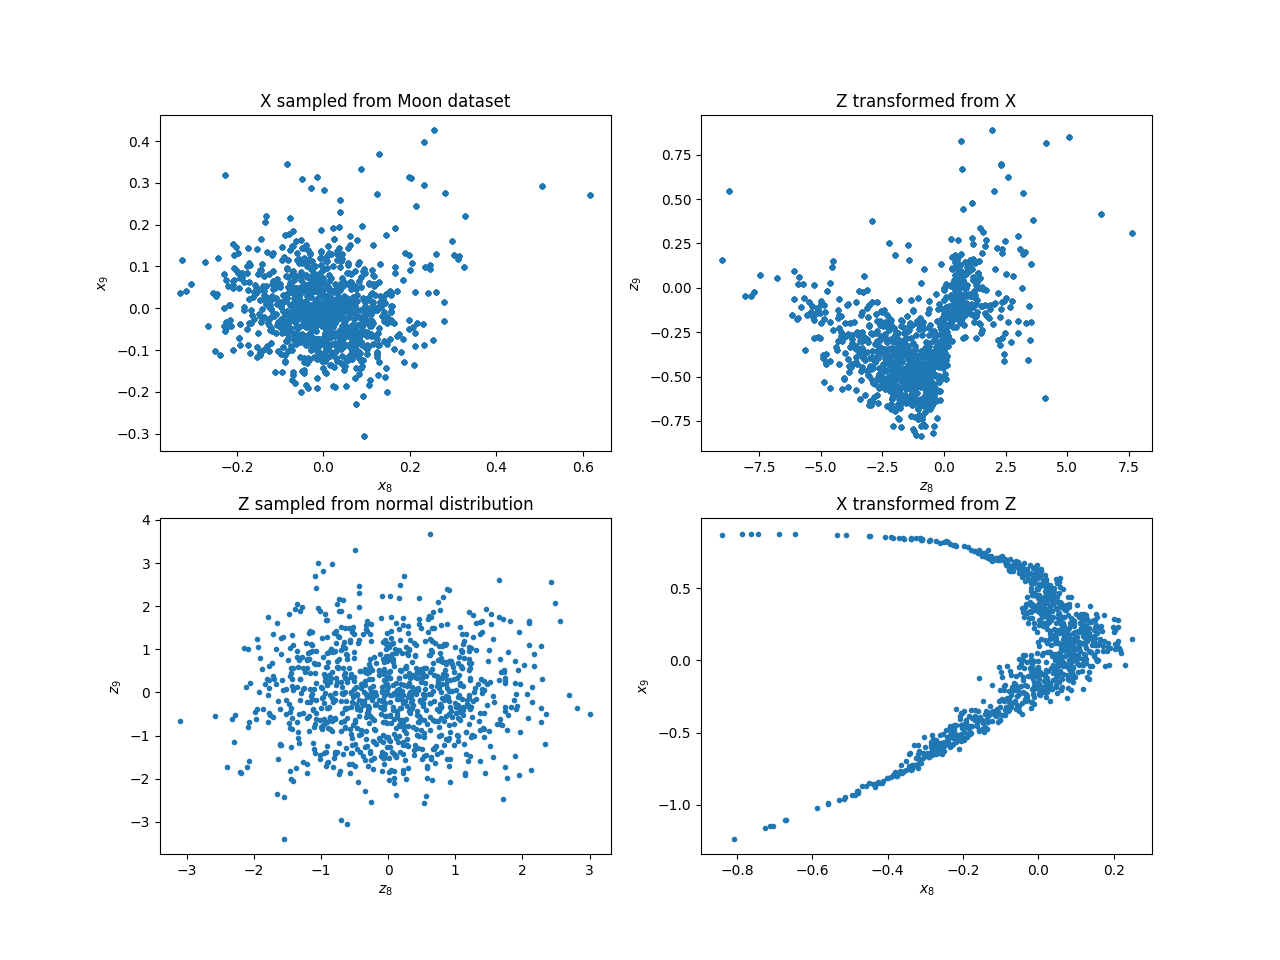 X sampled from Moon dataset
0.4
0.3
0.2
0.1
0.0
−0.1
−0.2
−0.3
x₉
−0.2 0.0 0.2 0.4 0.6
x₈
Z transformed from X
0.75
0.50
0.25
0.00
−0.25
−0.50
−0.75
z₉
−7.5 −5.0 −2.5 0.0 2.5 5.0 7.5
z₈
Z sampled from normal distribution
4
3
2
1
0
−1
−2
−3
z₉
−3 −2 −1 0 1 2 3
z₈
X transformed from Z
0.5
0.0
−0.5
−1.0
x₉
−0.8 −0.6 −0.4 −0.2 0.0 0.2
x₈